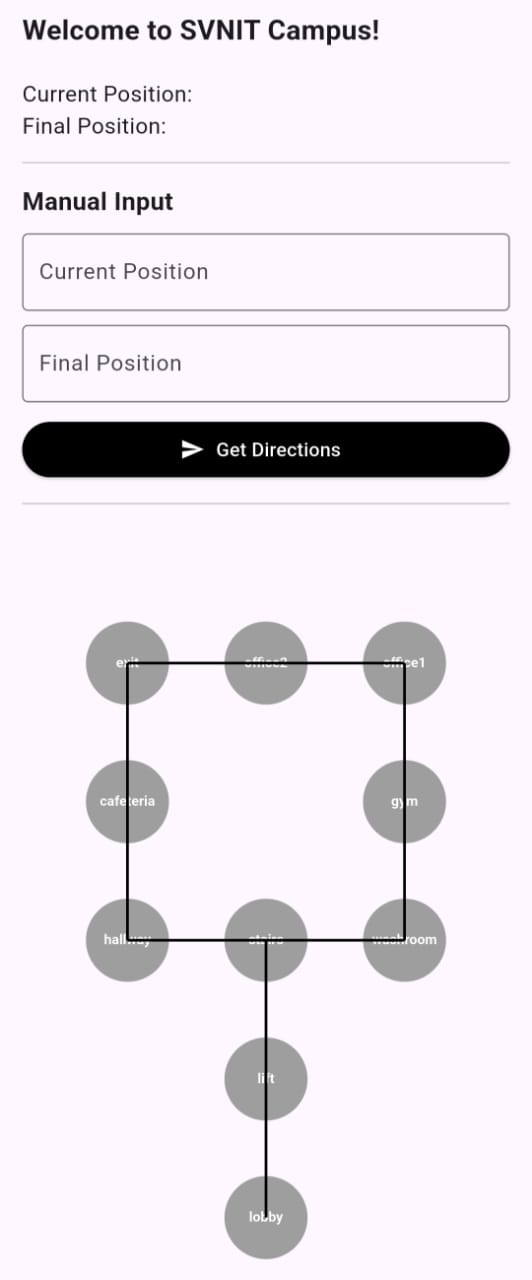 Welcome to SVNIT Campus!
Current Position:
Final Position:
Manual Input
Current Position
Final Position
Get Directions
exit office2 office1
cafeteria gym
hallway stairs washroom
lift
lobby